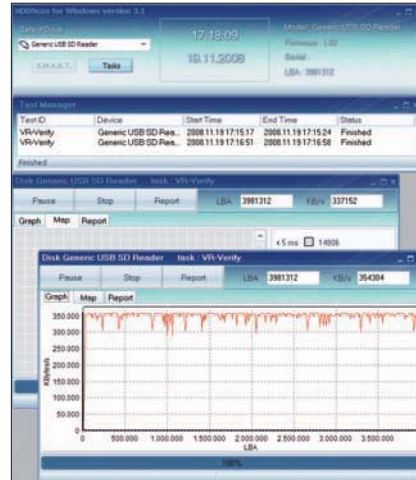 HDDScan for Windows version 3.1
Select Drive
Generic USB SD Reader
S.M.A.R.T.
Tasks
17:18:09
19.11.2008
Model: Generic USB SD Reader
Firmware: 1.00
Serial:
LBA: 3981312
Test Manager
Test ID Device Start Time End Time Status
VR-Verify Generic USB SD Rea... 2008.11.19 17:15:17 2008.11.19 17:15:24 Finished
VR-Verify Generic USB SD Rea... 2008.11.19 17:16:51 2008.11.19 17:16:58 Finished
Finished
Disk Generic USB SD Reader task : VR-Verify
Pause Stop Report LBA 3981312 KB/s 337152
Graph Map Report
<5 ms 14906
Disk Generic USB SD Reader task : VR-Verify
Pause Stop Report LBA 3981312 KB/s 354304
Graph Map Report
KBytes/s
350.000
300.000
250.000
200.000
150.000
100.000
50.000
0
0 500.000 1.000.000 1.500.000 2.000.000 2.500.000 3.000.000 3.500.000
LBA
100%